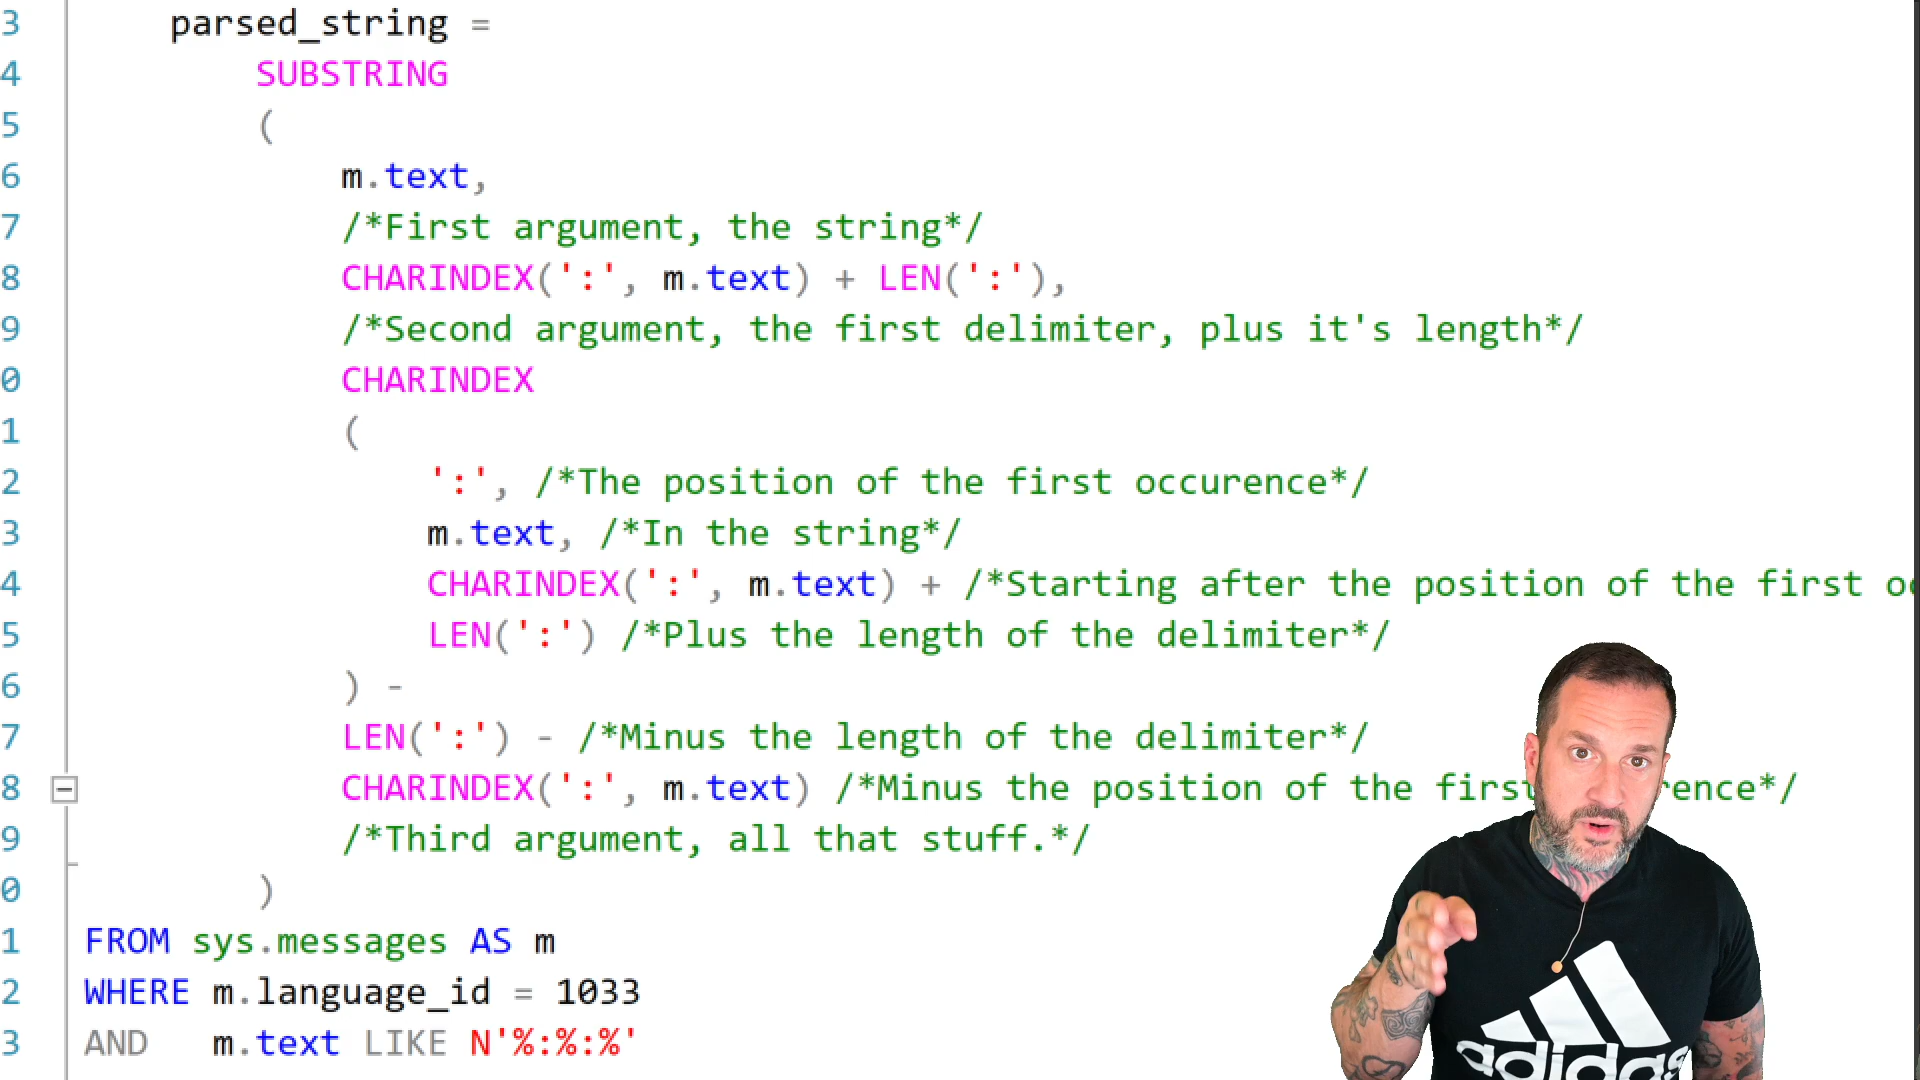 3 parsed_string =
4 SUBSTRING
5 (
6 m.text,
7 /*First argument, the string*/
8 CHARINDEX(':', m.text) + LEN(':'),
9 /*Second argument, the first delimiter, plus it's length*/
0 CHARINDEX
1 (
2 ':', /*The position of the first occurence*/
3 m.text, /*In the string*/
4 CHARINDEX(':', m.text) + /*Starting after the position of the first
5 LEN(':') /*Plus the length of the delimiter*/
6 ) -
7 LEN(':') - /*Minus the length of the delimiter*/
8 CHARINDEX(':', m.text) /*Minus the position of the
9 /*Third argument, all that stuff.*/
0 )
1 FROM sys.messages AS m
2 WHERE m.language_id = 1033
3 AND m.text LIKE N'%:%:%'
adidas